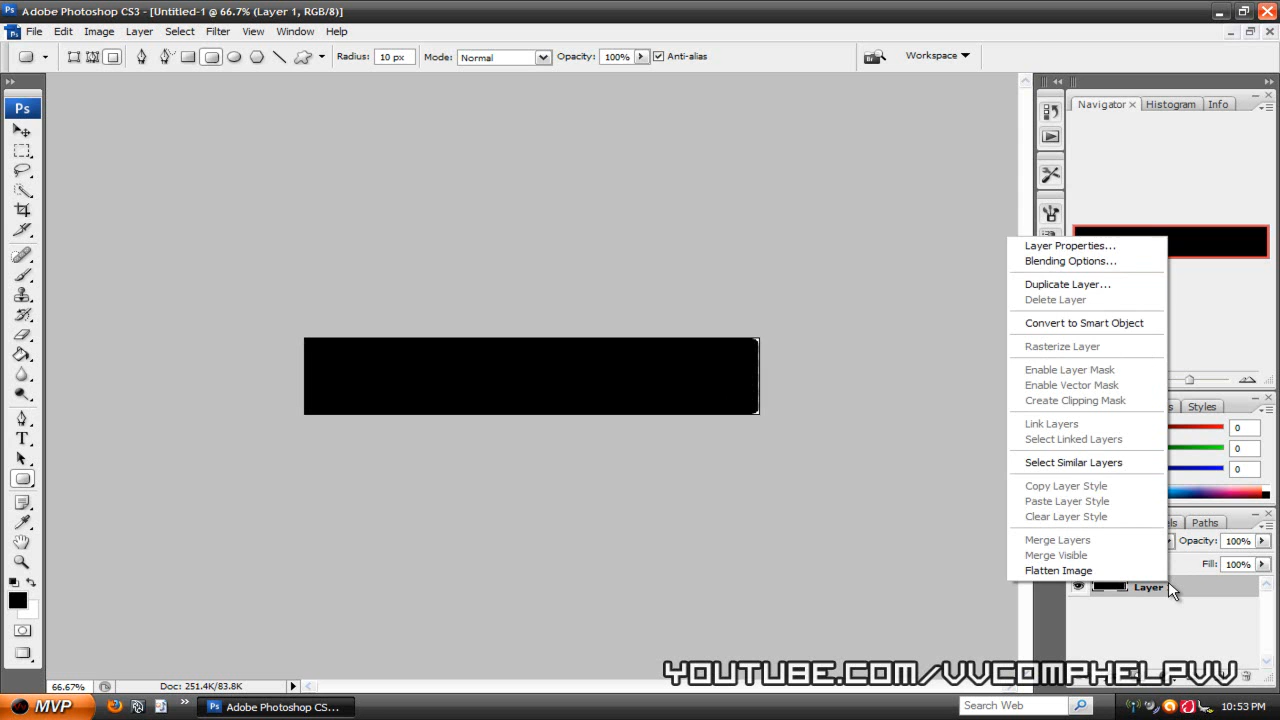 Adobe Photoshop CS3 - [Untitled-1 @ 66.7% (Layer 1, RGB/8)]
File Edit Image Layer Select Filter View Window Help
Radius: 10 px Mode: Normal Opacity: 100% Anti-alias Workspace
Ps
Navigator Histogram Info
Layer Properties...
Blending Options...
Duplicate Layer...
Delete Layer
Convert to Smart Object
Rasterize Layer
Enable Layer Mask
Enable Vector Mask
Create Clipping Mask
Link Layers
Select Linked Layers
Select Similar Layers
Copy Layer Style
Paste Layer Style
Clear Layer Style
Merge Layers
Merge Visible
Flatten Image
Styles
0
0
0
Paths
Opacity: 100%
Fill: 100%
Layer
YOUTUBE.COM/VVCOMPHELPVV
66.67% Doc: 251.4K/83.8K
MVP Adobe Photoshop CS... Search Web 10:53 PM